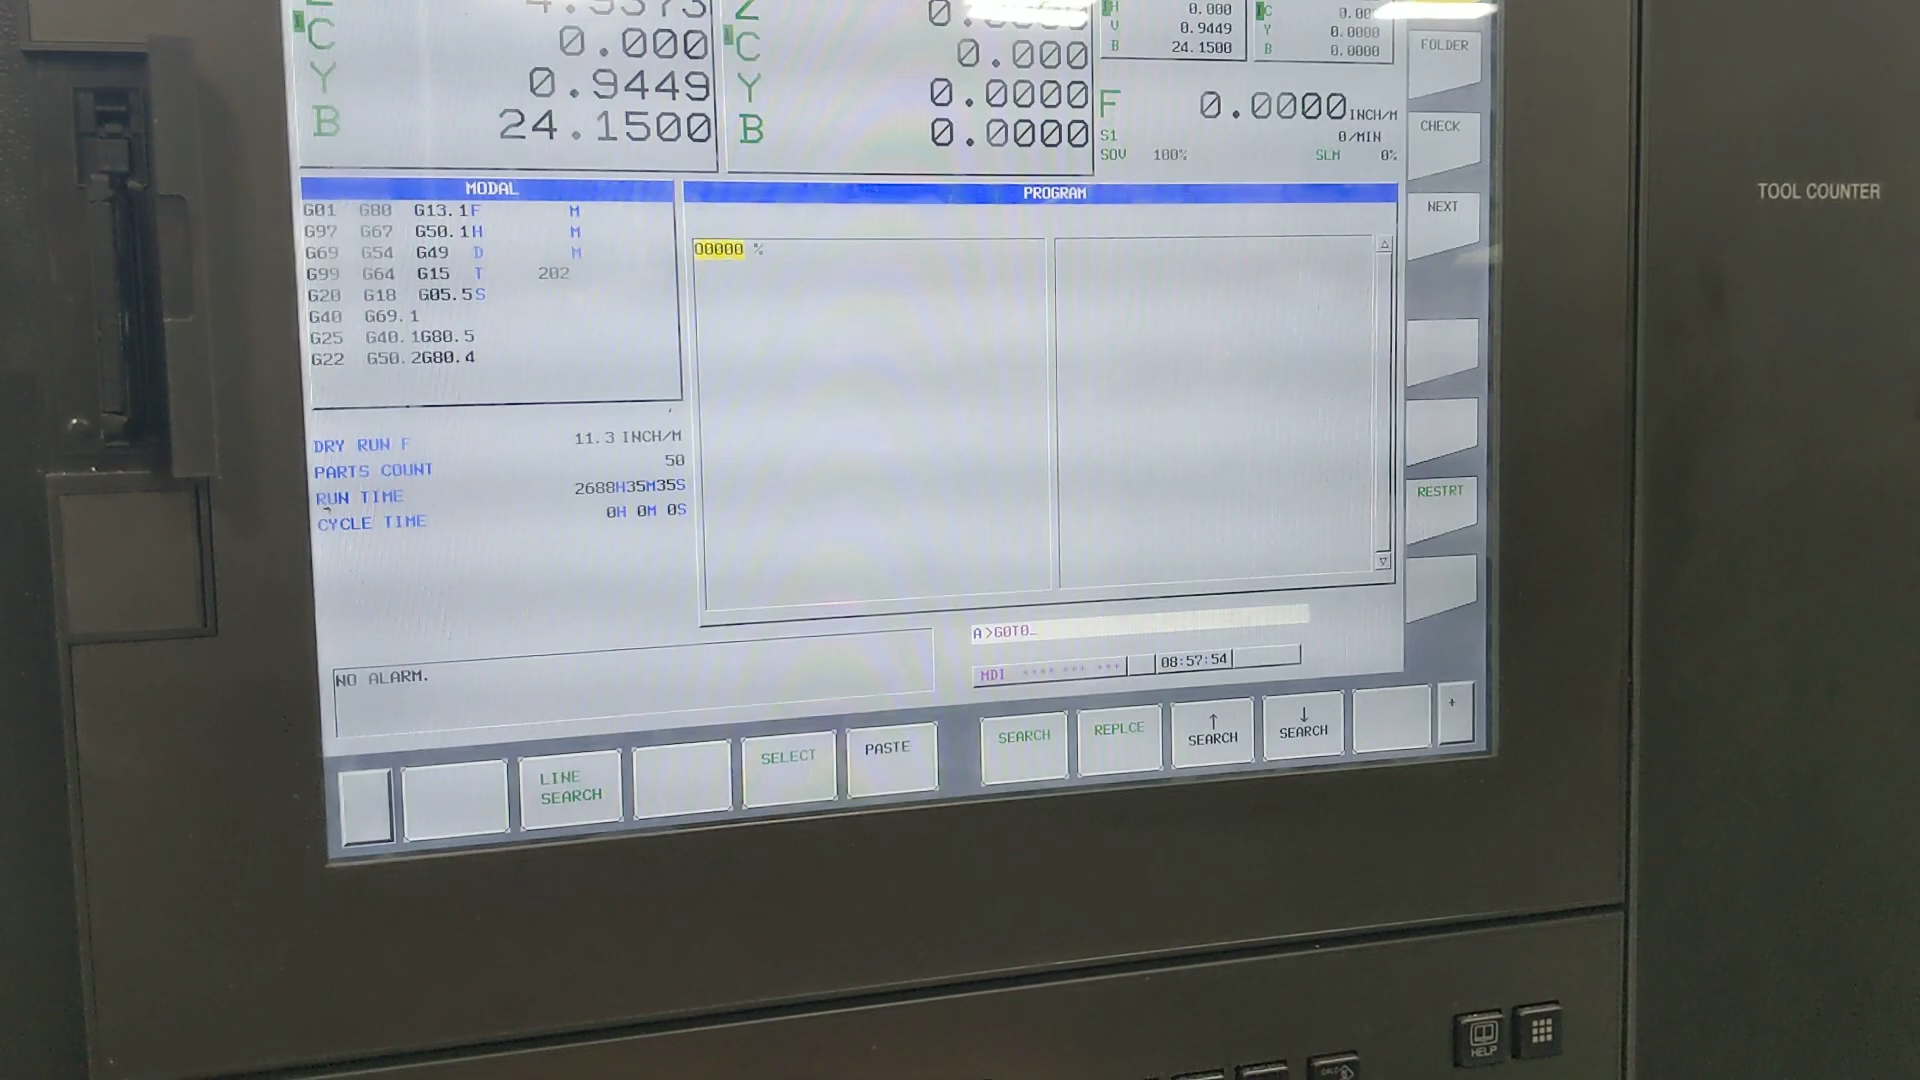 C 0.000
Y 0.9449
B 24.1500
Z
C 0.000
Y 0.0000
B 0.0000
H 0.000
V 0.9449
B 24.1500
C
Y 0.0000
B 0.0000
F 0.0000 INCH/M
S1 0/MIN
SOV 100% SLM 0%
FOLDER
CHECK
NEXT
RESTRT
TOOL COUNTER
MODAL
G01 G80 G13.1 F M
G97 G67 G50.1 H M
G69 G54 G49 D M
G99 G64 G15 T 202
G20 G18 G05.5 S
G40 G69.1
G25 G40.1 G80.5
G22 G50.2 G80.4
DRY RUN F 11.3 INCH/M
PARTS COUNT 50
RUN TIME 2688H35M35S
CYCLE TIME 0H 0M 0S
PROGRAM
O0000 %
A>GOTO_
MDI **** *** *** 08:57:54
NO ALARM.
LINE
SEARCH
SELECT
PASTE
SEARCH
REPLCE
↑
SEARCH
↓
SEARCH
+
HELP